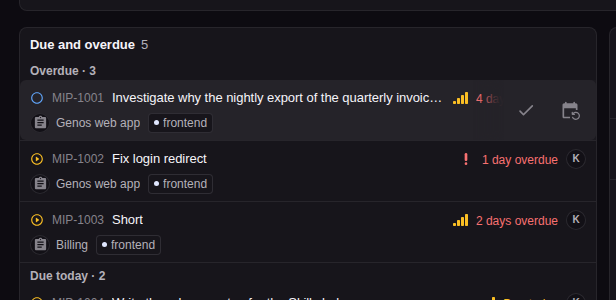 Due and overdue 5
Overdue · 3
MIP-1001 Investigate why the nightly export of the quarterly invoic… 4 d
Genos web app • frontend
MIP-1002 Fix login redirect 1 day overdue K
Genos web app • frontend
MIP-1003 Short 2 days overdue K
Billing • frontend
Due today · 2